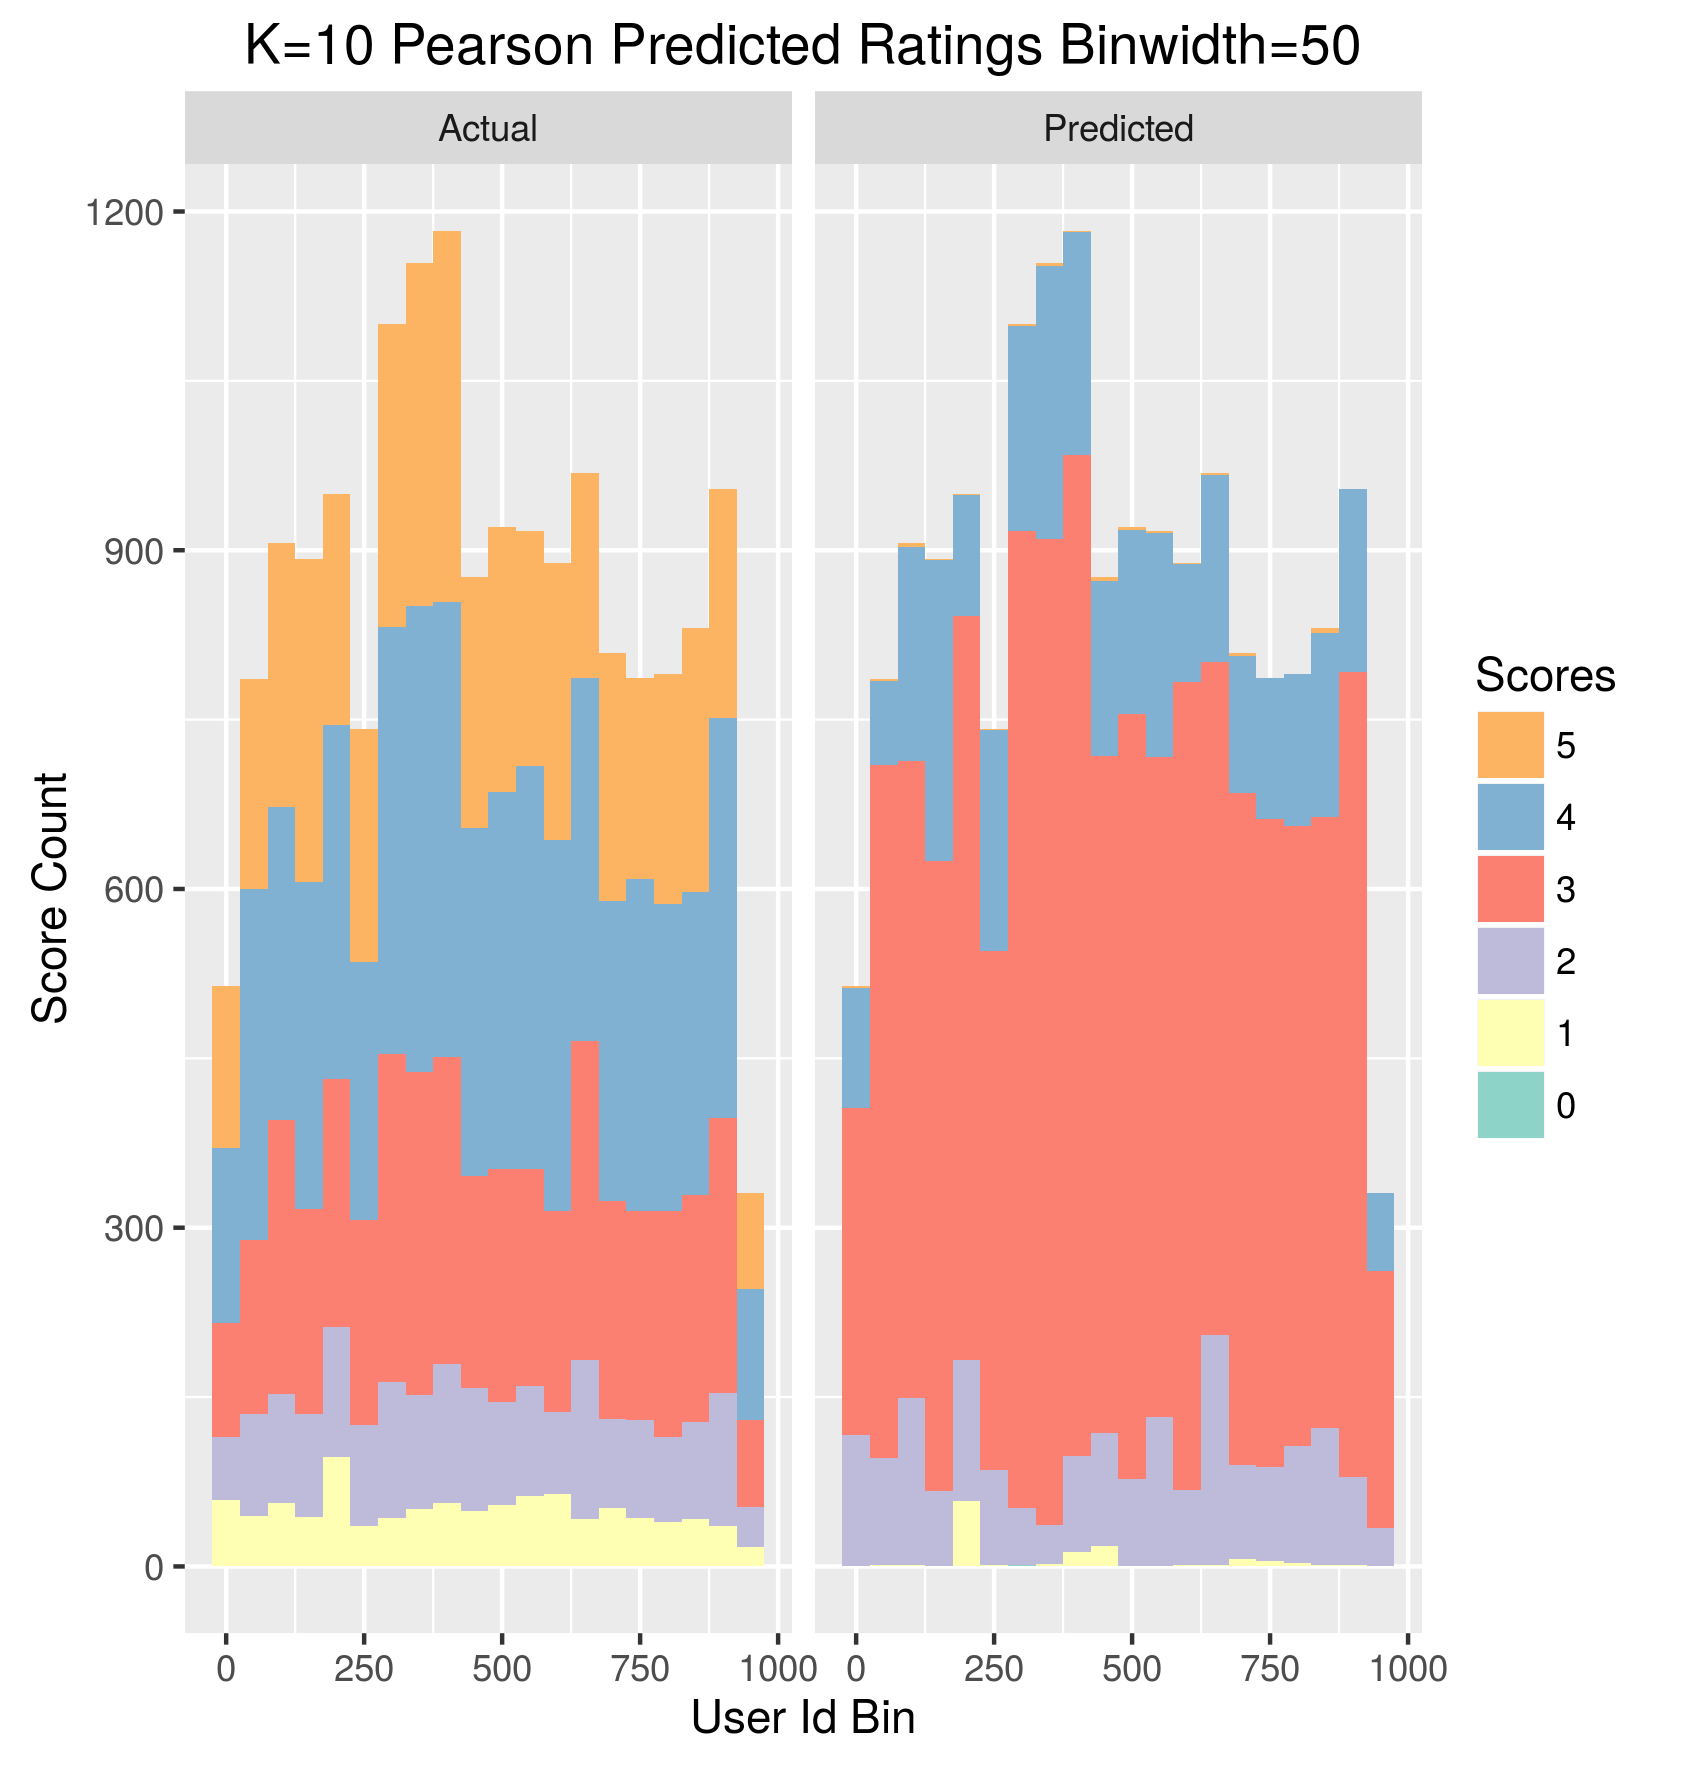 K=10 Pearson Predicted Ratings Binwidth=50
Actual
Predicted
1200
900
600
300
0
Score Count
0 250 500 750 1000
0 250 500 750 1000
User Id Bin
Scores
5
4
3
2
1
0